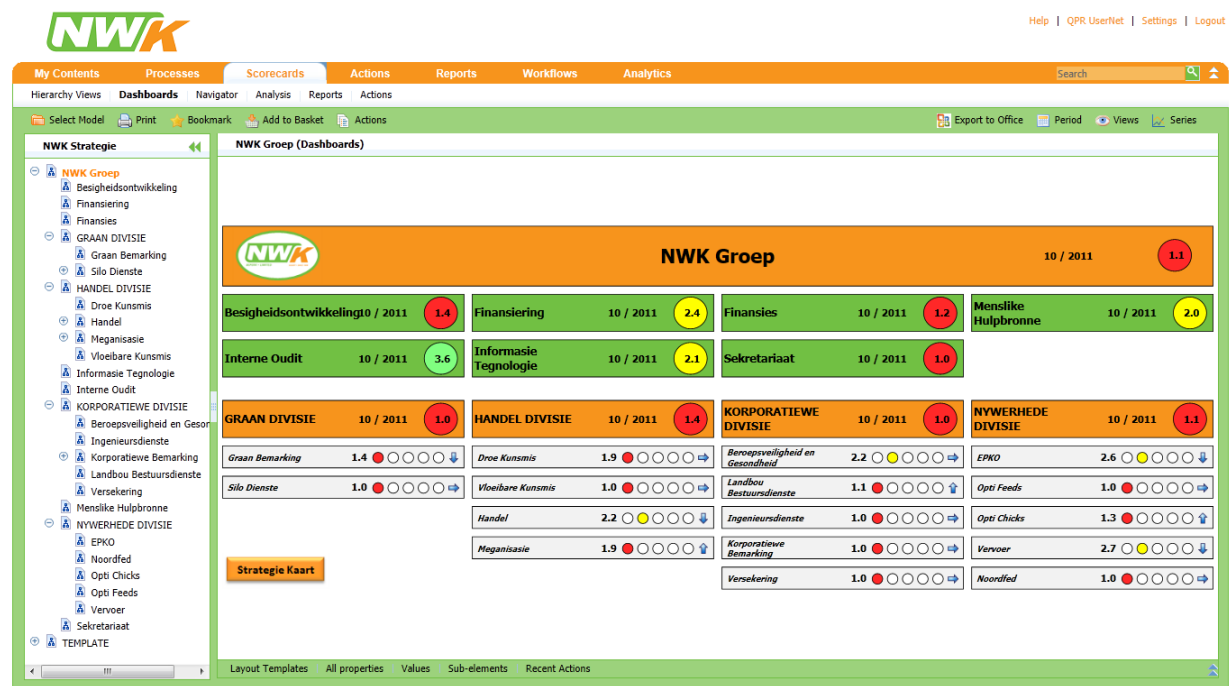 NWK
Help | QPR UserNet | Settings | Logout
My Contents Processes Scorecards Actions Reports Workflows Analytics Search
Hierarchy Views Dashboards Navigator Analysis Reports Actions
Select Model Print Bookmark Add to Basket Actions Export to Office Period Views Series
NWK Strategie
NWK Groep
Besigheidsontwikkeling
Finansiering
Finansies
GRAAN DIVISIE
Graan Bemarking
Silo Dienste
HANDEL DIVISIE
Droe Kunsmis
Handel
Meganisasie
Vloeibare Kunsmis
Informasie Tegnologie
Interne Oudit
KORPORATIEWE DIVISIE
Beroepsveiligheid en Gesor
Ingenieursdienste
Korporatiewe Bemarking
Landbou Bestuursdienste
Versekering
Menslike Hulpbronne
NYWERHEDE DIVISIE
EPKO
Noordfed
Opti Chicks
Opti Feeds
Vervoer
Sekretariaat
TEMPLATE
NWK Groep (Dashboards)
NWK
NWK Groep 10 / 2011 1.1
Besigheidsontwikkeling 10 / 2011 1.4
Finansiering 10 / 2011 2.4
Finansies 10 / 2011 1.2
Menslike
Hulpbronne 10 / 2011 2.0
Interne Oudit 10 / 2011 3.6
Informasie
Tegnologie 10 / 2011 2.1
Sekretariaat 10 / 2011 1.0
GRAAN DIVISIE 10 / 2011 1.0
Graan Bemarking 1.4
Silo Dienste 1.0
HANDEL DIVISIE 10 / 2011 1.4
Droe Kunsmis 1.9
Vloeibare Kunsmis 1.0
Handel 2.2
Meganisasie 1.9
KORPORATIEWE
DIVISIE 10 / 2011 1.0
Beroepsveiligheid en
Gesondheid 2.2
Landbou
Bestuursdienste 1.1
Ingenieursdienste 1.0
Korporatiewe
Bemarking 1.0
Versekering 1.0
NYWERHEDE
DIVISIE 10 / 2011 1.1
EPKO 2.6
Opti Feeds 1.0
Opti Chicks 1.3
Vervoer 2.7
Noordfed 1.0
Strategie Kaart
Layout Templates All properties Values Sub-elements Recent Actions